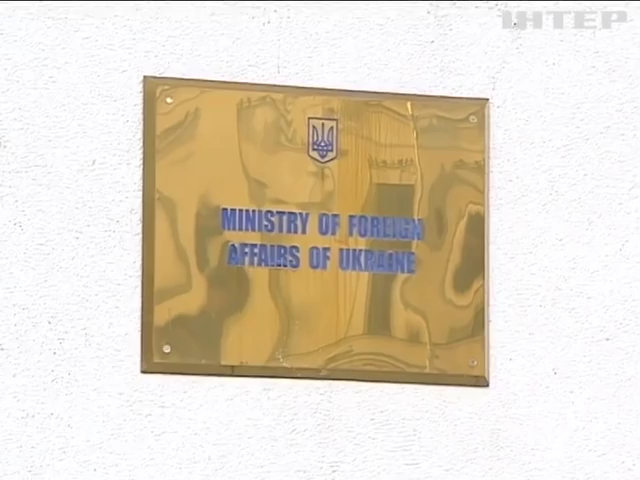 ІНТЕР
MINISTRY OF FOREIGN
AFFAIRS OF UKRAINE